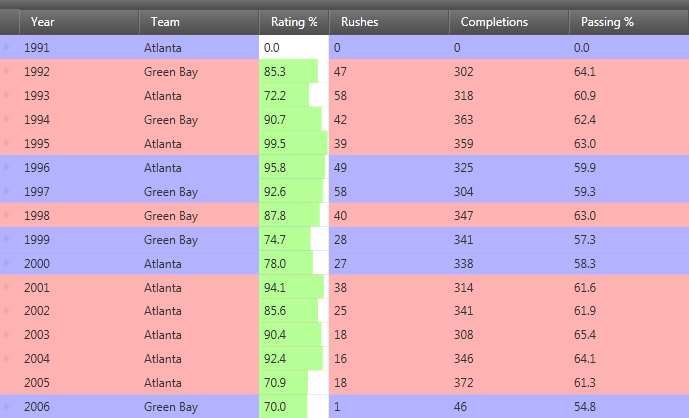 Year Team Rating % Rushes Completions Passing %
1991 Atlanta 0.0 0 0 0.0
1992 Green Bay 85.3 47 302 64.1
1993 Atlanta 72.2 58 318 60.9
1994 Green Bay 90.7 42 363 62.4
1995 Atlanta 99.5 39 359 63.0
1996 Atlanta 95.8 49 325 59.9
1997 Green Bay 92.6 58 304 59.3
1998 Green Bay 87.8 40 347 63.0
1999 Green Bay 74.7 28 341 57.3
2000 Atlanta 78.0 27 338 58.3
2001 Atlanta 94.1 38 314 61.6
2002 Atlanta 85.6 25 341 61.9
2003 Atlanta 90.4 18 308 65.4
2004 Atlanta 92.4 16 346 64.1
2005 Atlanta 70.9 18 372 61.3
2006 Green Bay 70.0 1 46 54.8